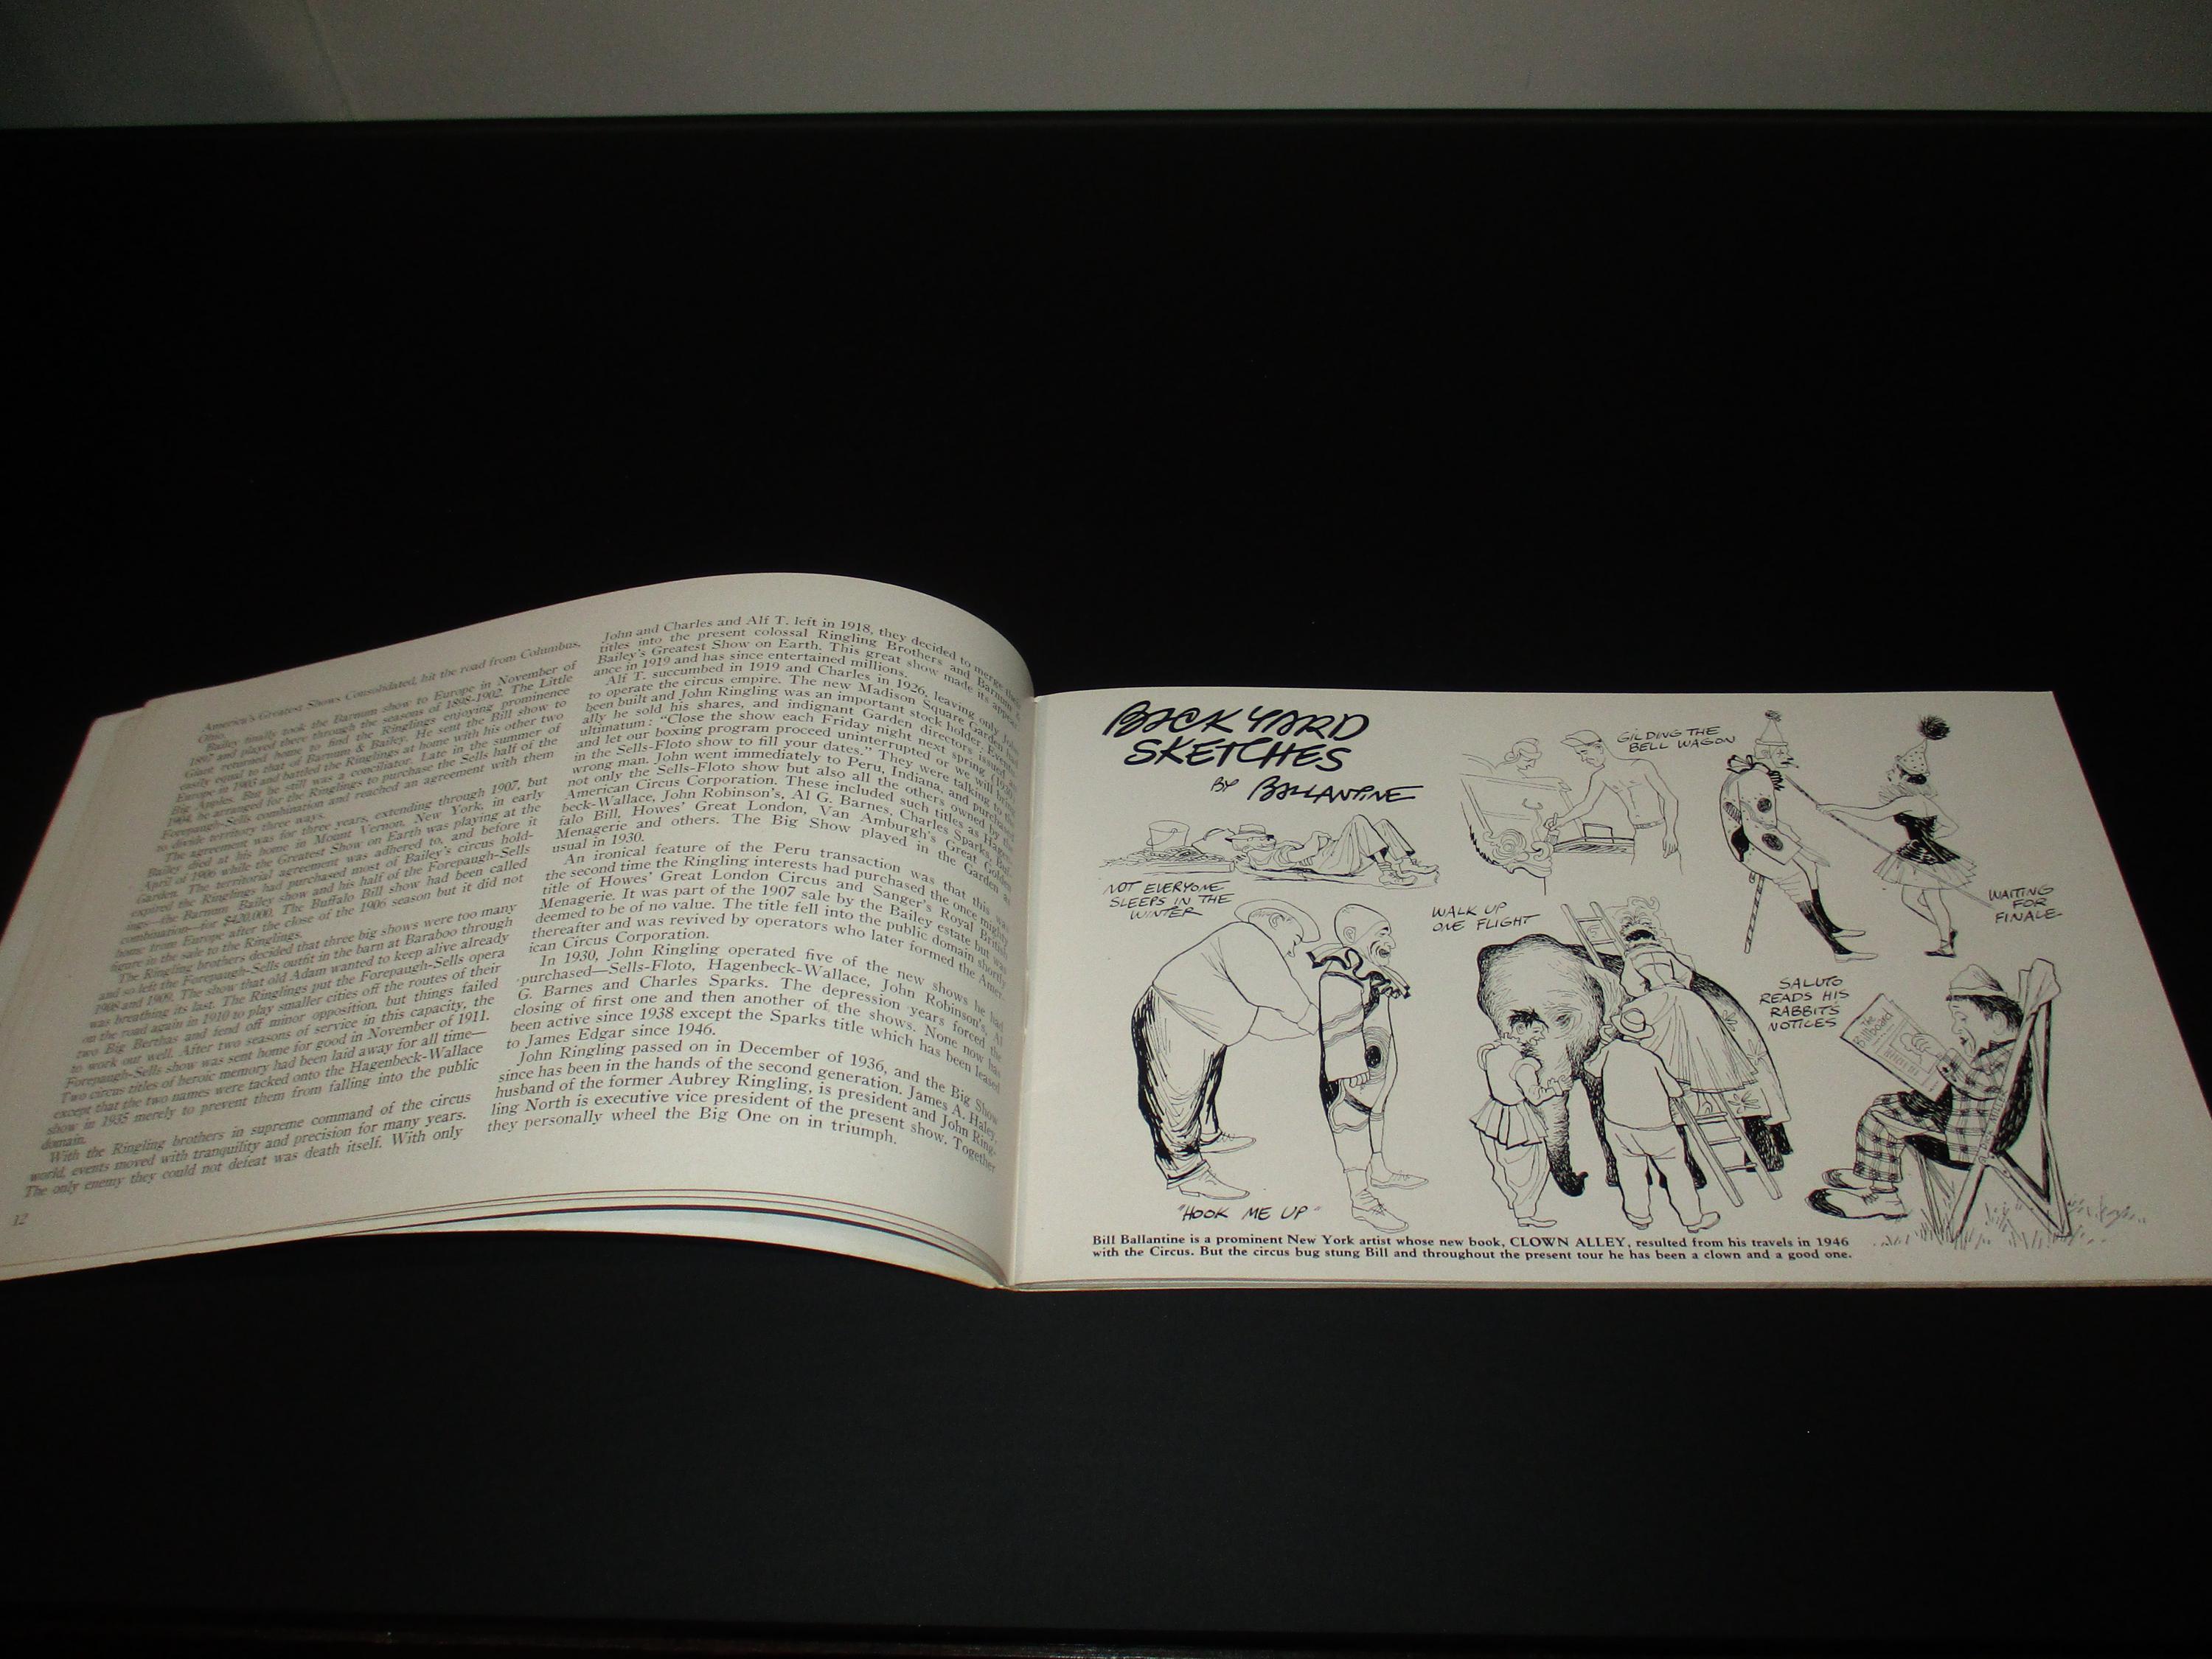 America's Greatest Shows Consolidated, hit the road from Columbus,
Ohio.
Bailey finally took the Barnum show to Europe in November of
1897 and played there through the seasons of 1898-1902. The Little
Giant returned home to find the Ringlings enjoying prominence
easily equal to that of Barnum & Bailey. He sent the Bill show to
Europe in 1903 and battled the Ringlings at home with his other two
Big Apples. But he still was a conciliator. Late in the summer of
1904, he arranged for the Ringlings to purchase the Sells half of the
Forepaugh-Sells combination and reached an agreement with them
to divide territory three ways.
The agreement was for three years, extending through 1907, but
Bailey died at his home in Mount Vernon, New York, in early
April of 1906 while the Greatest Show on Earth was playing at the
Garden. The territorial agreement was adhered to, and before it
expired the Ringlings had purchased most of Bailey's circus hold-
ings—the Barnum Bailey show and his half of the Forepaugh-Sells
combination—for $420,000. The Buffalo Bill show had been called
home from Europe after the close of the 1906 season but it did not
figure in the sale to the Ringlings.
The Ringling brothers decided that three big shows were too many
and so left the Forepaugh-Sells outfit in the barn at Baraboo through
1908 and 1909. The show that old Adam wanted to keep alive already
was breathing its last. The Ringlings put the Forepaugh-Sells opera
on the road again in 1910 to play smaller cities off the routes of their
two Big Berthas and fend off minor opposition, but things failed
to work out well. After two seasons of service in this capacity, the
Forepaugh-Sells show was sent home for good in November of 1911.
Two circus titles of heroic memory had been laid away for all time—
except that the two names were tacked onto the Hagenbeck-Wallace
show in 1935 merely to prevent them from falling into the public
domain.
With the Ringling brothers in supreme command of the circus
world, events moved with tranquility and precision for many years.
The only enemy they could not defeat was death itself. With only
12
John and Charles and Alf T. left in 1918, they decided to merge their
titles into the present colossal Ringling Brothers and Barnum &
Bailey's Greatest Show on Earth. This great show made its appear-
ance in 1919 and has since entertained millions.
Alf T. succumbed in 1919 and Charles in 1926, leaving only John
to operate the circus empire. The new Madison Square Garden had
been built and John Ringling was an important stock holder. Eventu-
ally he sold his shares, and indignant Garden directors issued an
ultimatum: "Close the show each Friday night next spring (1930)
and let our boxing program proceed uninterrupted or we will bring
in the Sells-Floto show to fill your dates." They were talking to the
wrong man. John went immediately to Peru, Indiana, and purchased
not only the Sells-Floto show but also all the others owned by the
American Circus Corporation. These included such titles as Hagen-
beck-Wallace, John Robinson's, Al G. Barnes, Charles Sparks, Buf-
falo Bill, Howes' Great London, Van Amburgh's Great Golden
Menagerie and others. The Big Show played in the Garden as
usual in 1930.
An ironical feature of the Peru transaction was that this was
the second time the Ringling interests had purchased the once mighty
title of Howes' Great London Circus and Sanger's Royal British
Menagerie. It was part of the 1907 sale by the Bailey estate but was
deemed to be of no value. The title fell into the public domain shortly
thereafter and was revived by operators who later formed the Amer-
ican Circus Corporation.
In 1930, John Ringling operated five of the new shows he had
purchased—Sells-Floto, Hagenbeck-Wallace, John Robinson's, Al
G. Barnes and Charles Sparks. The depression years forced the
closing of first one and then another of the shows. None now has
been active since 1938 except the Sparks title which has been leased
to James Edgar since 1946.
John Ringling passed on in December of 1936, and the Big Show
since has been in the hands of the second generation. James A. Haley,
husband of the former Aubrey Ringling, is president and John Ring-
ling North is executive vice president of the present show. Together
they personally wheel the Big One on in triumph.
BACK YARD
SKETCHES
BY BALLANTINE
GILDING THE
BELL WAGON
NOT EVERYONE
SLEEPS IN THE
WINTER
WALK UP
ONE FLIGHT
WAITING
FOR
FINALE
SALUTO
READS HIS
RABBIT'S
NOTICES
The
Billboard
"HOOK ME UP"
Bill Ballantine is a prominent New York artist whose new book, CLOWN ALLEY, resulted from his travels in 1946
with the Circus. But the circus bug stung Bill and throughout the present tour he has been a clown and a good one.